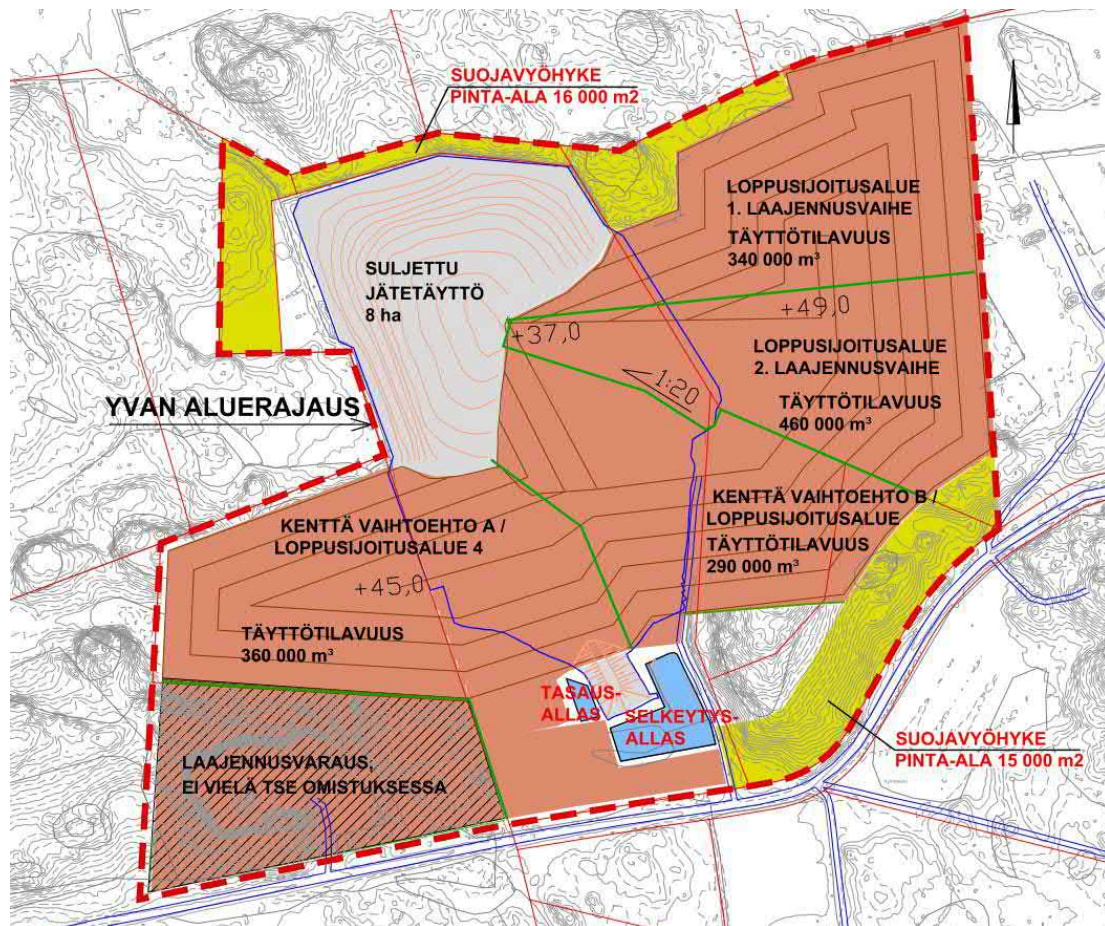 SUOJAVYÖHYKE
PINTA-ALA 16 000 m2
LOPPUSIJOITUSALUE
1. LAAJENNUSVAIHE
TÄYTTÖTILAVUUS
340 000 m³
SULJETTU
JÄTETÄYTTÖ
8 ha
+49,0
+37,0
LOPPUSIJOITUSALUE
2. LAAJENNUSVAIHE
1:20
TÄYTTÖTILAVUUS
460 000 m³
YVAN ALUERAJAUS
KENTTÄ VAIHTOEHTO B /
LOPPUSIJOITUSALUE
TÄYTTÖTILAVUUS
290 000 m³
KENTTÄ VAIHTOEHTO A /
LOPPUSIJOITUSALUE 4
+45,0
TÄYTTÖTILAVUUS
360 000 m³
TASAUS-
ALLAS
SELKEYTYS-
ALLAS
SUOJAVYÖHYKE
PINTA-ALA 15 000 m2
LAAJENNUSVARAUS,
EI VIELÄ TSE OMISTUKSESSA